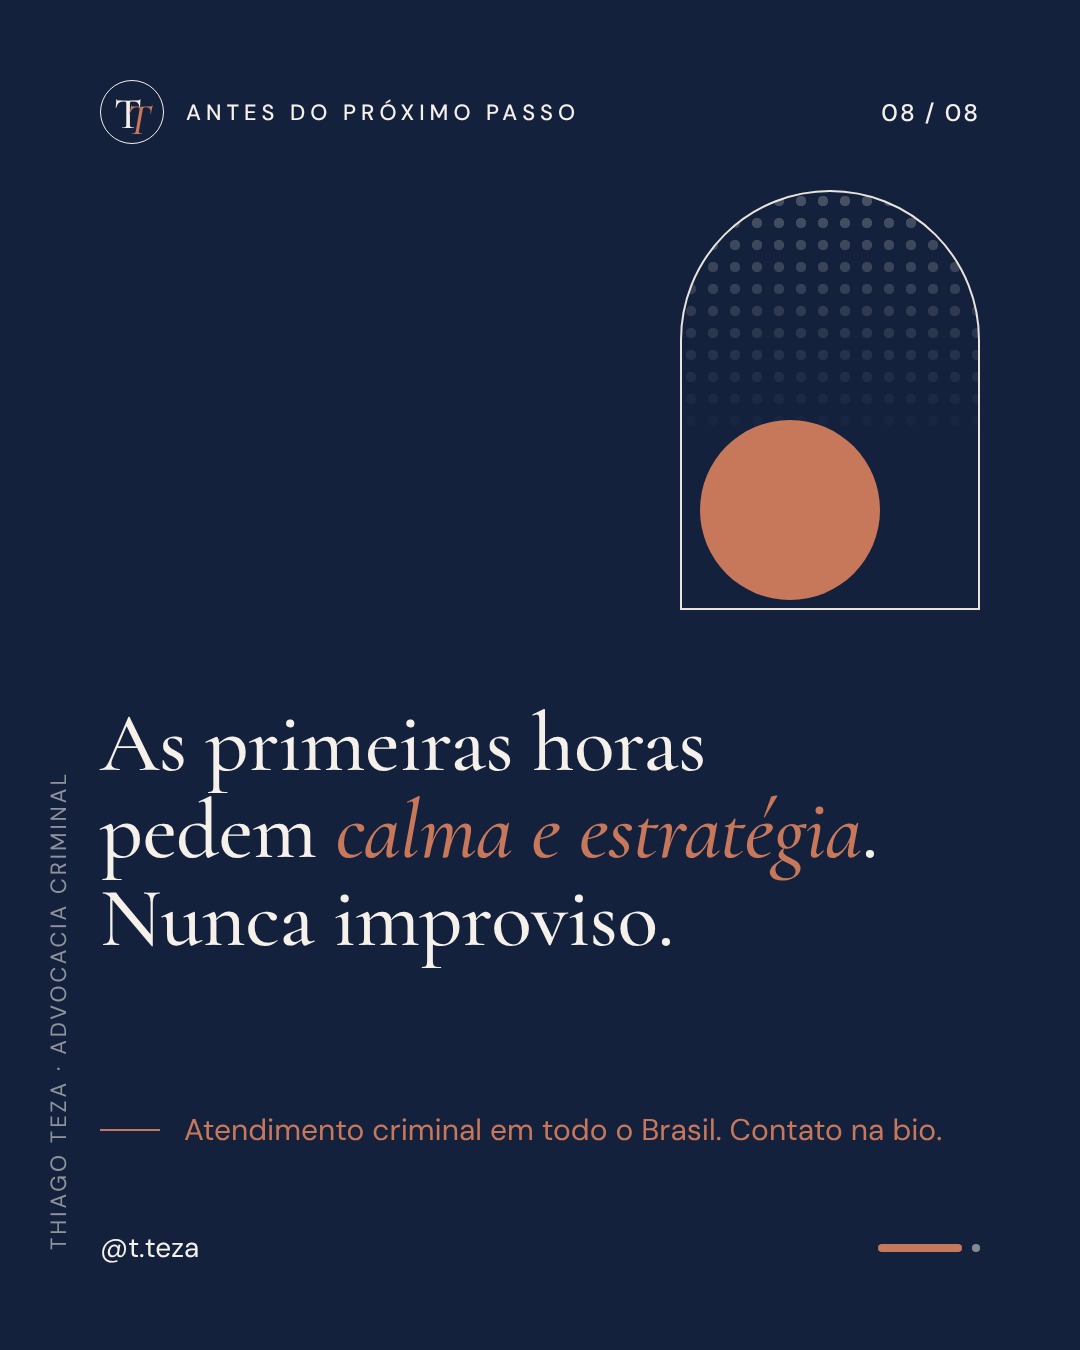 TT
ANTES DO PRÓXIMO PASSO
08 / 08
As primeiras horas
pedem calma e estratégia.
Nunca improviso.
THIAGO TEZA · ADVOCACIA CRIMINAL
Atendimento criminal em todo o Brasil. Contato na bio.
@t.teza